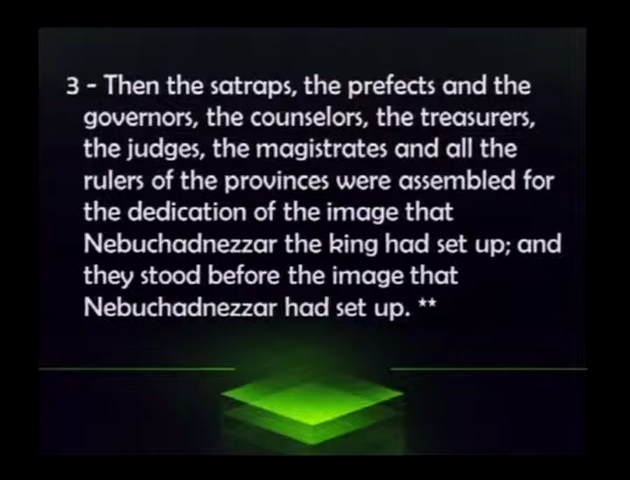 3 - Then the satraps, the prefects and the
governors, the counselors, the treasurers,
the judges, the magistrates and all the
rulers of the provinces were assembled for
the dedication of the image that
Nebuchadnezzar the king had set up; and
they stood before the image that
Nebuchadnezzar had set up. **